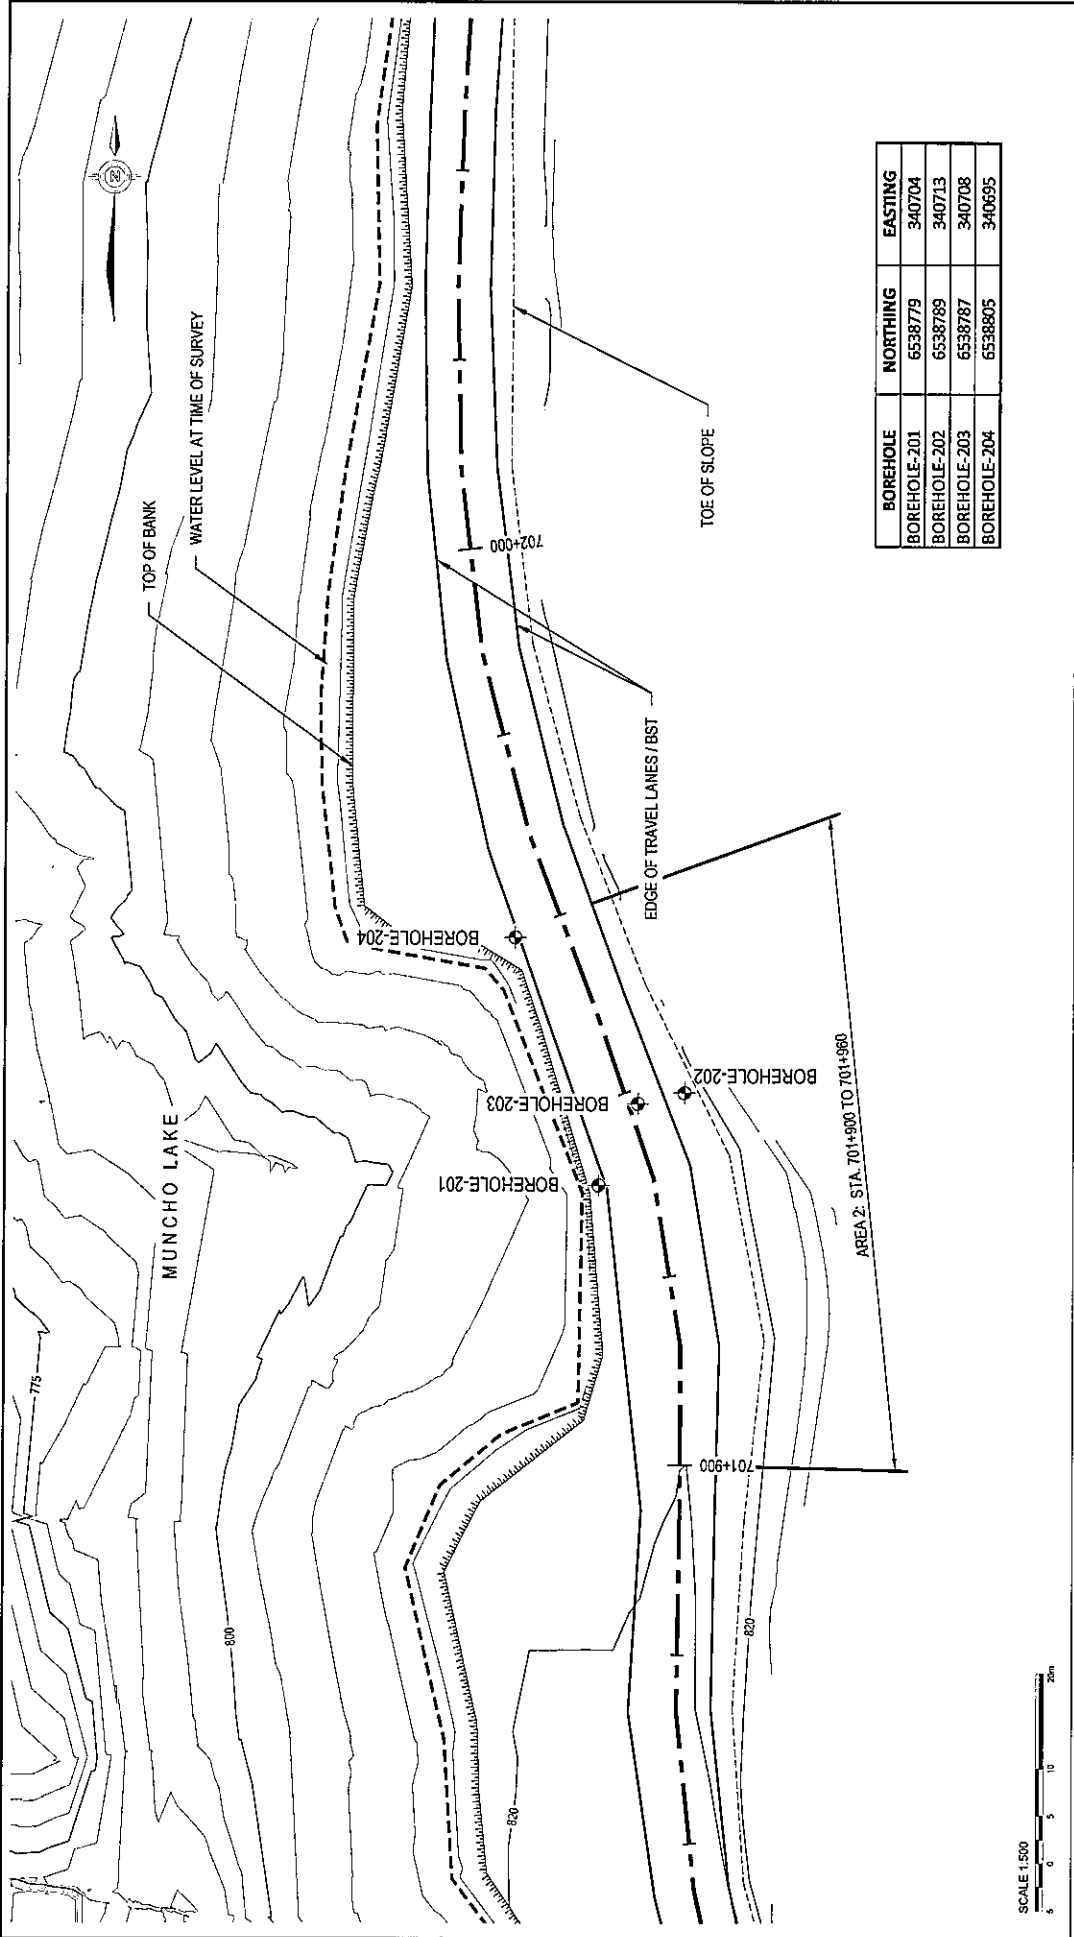 MUNCHO LAKE
TOP OF BANK
WATER LEVEL AT TIME OF SURVEY
N
775
800
820
820
BOREHOLE-201
BOREHOLE-203
BOREHOLE-204
BOREHOLE-202
701+900
702+000
EDGE OF TRAVEL LANES / BST
TOE OF SLOPE
AREA 2: STA. 701+900 TO 701+960
BOREHOLE NORTHING EASTING
BOREHOLE-201 6538779 340704
BOREHOLE-202 6538789 340713
BOREHOLE-203 6538787 340708
BOREHOLE-204 6538805 340695
SCALE 1:500
5 0 5 10 20m